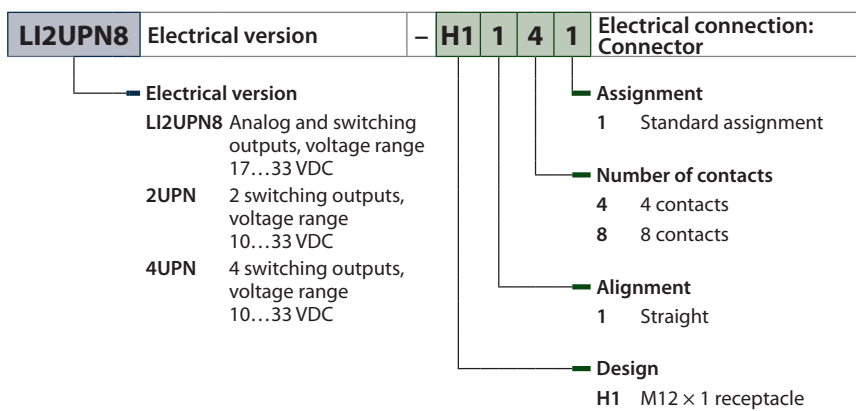 LI2UPN8 Electrical version – H1 1 4 1 Electrical connection:
Connector
Electrical version
LI2UPN8 Analog and switching
outputs, voltage range
17…33 VDC
2UPN 2 switching outputs,
voltage range
10…33 VDC
4UPN 4 switching outputs,
voltage range
10…33 VDC
Assignment
1 Standard assignment
Number of contacts
4 4 contacts
8 8 contacts
Alignment
1 Straight
Design
H1 M12 × 1 receptacle